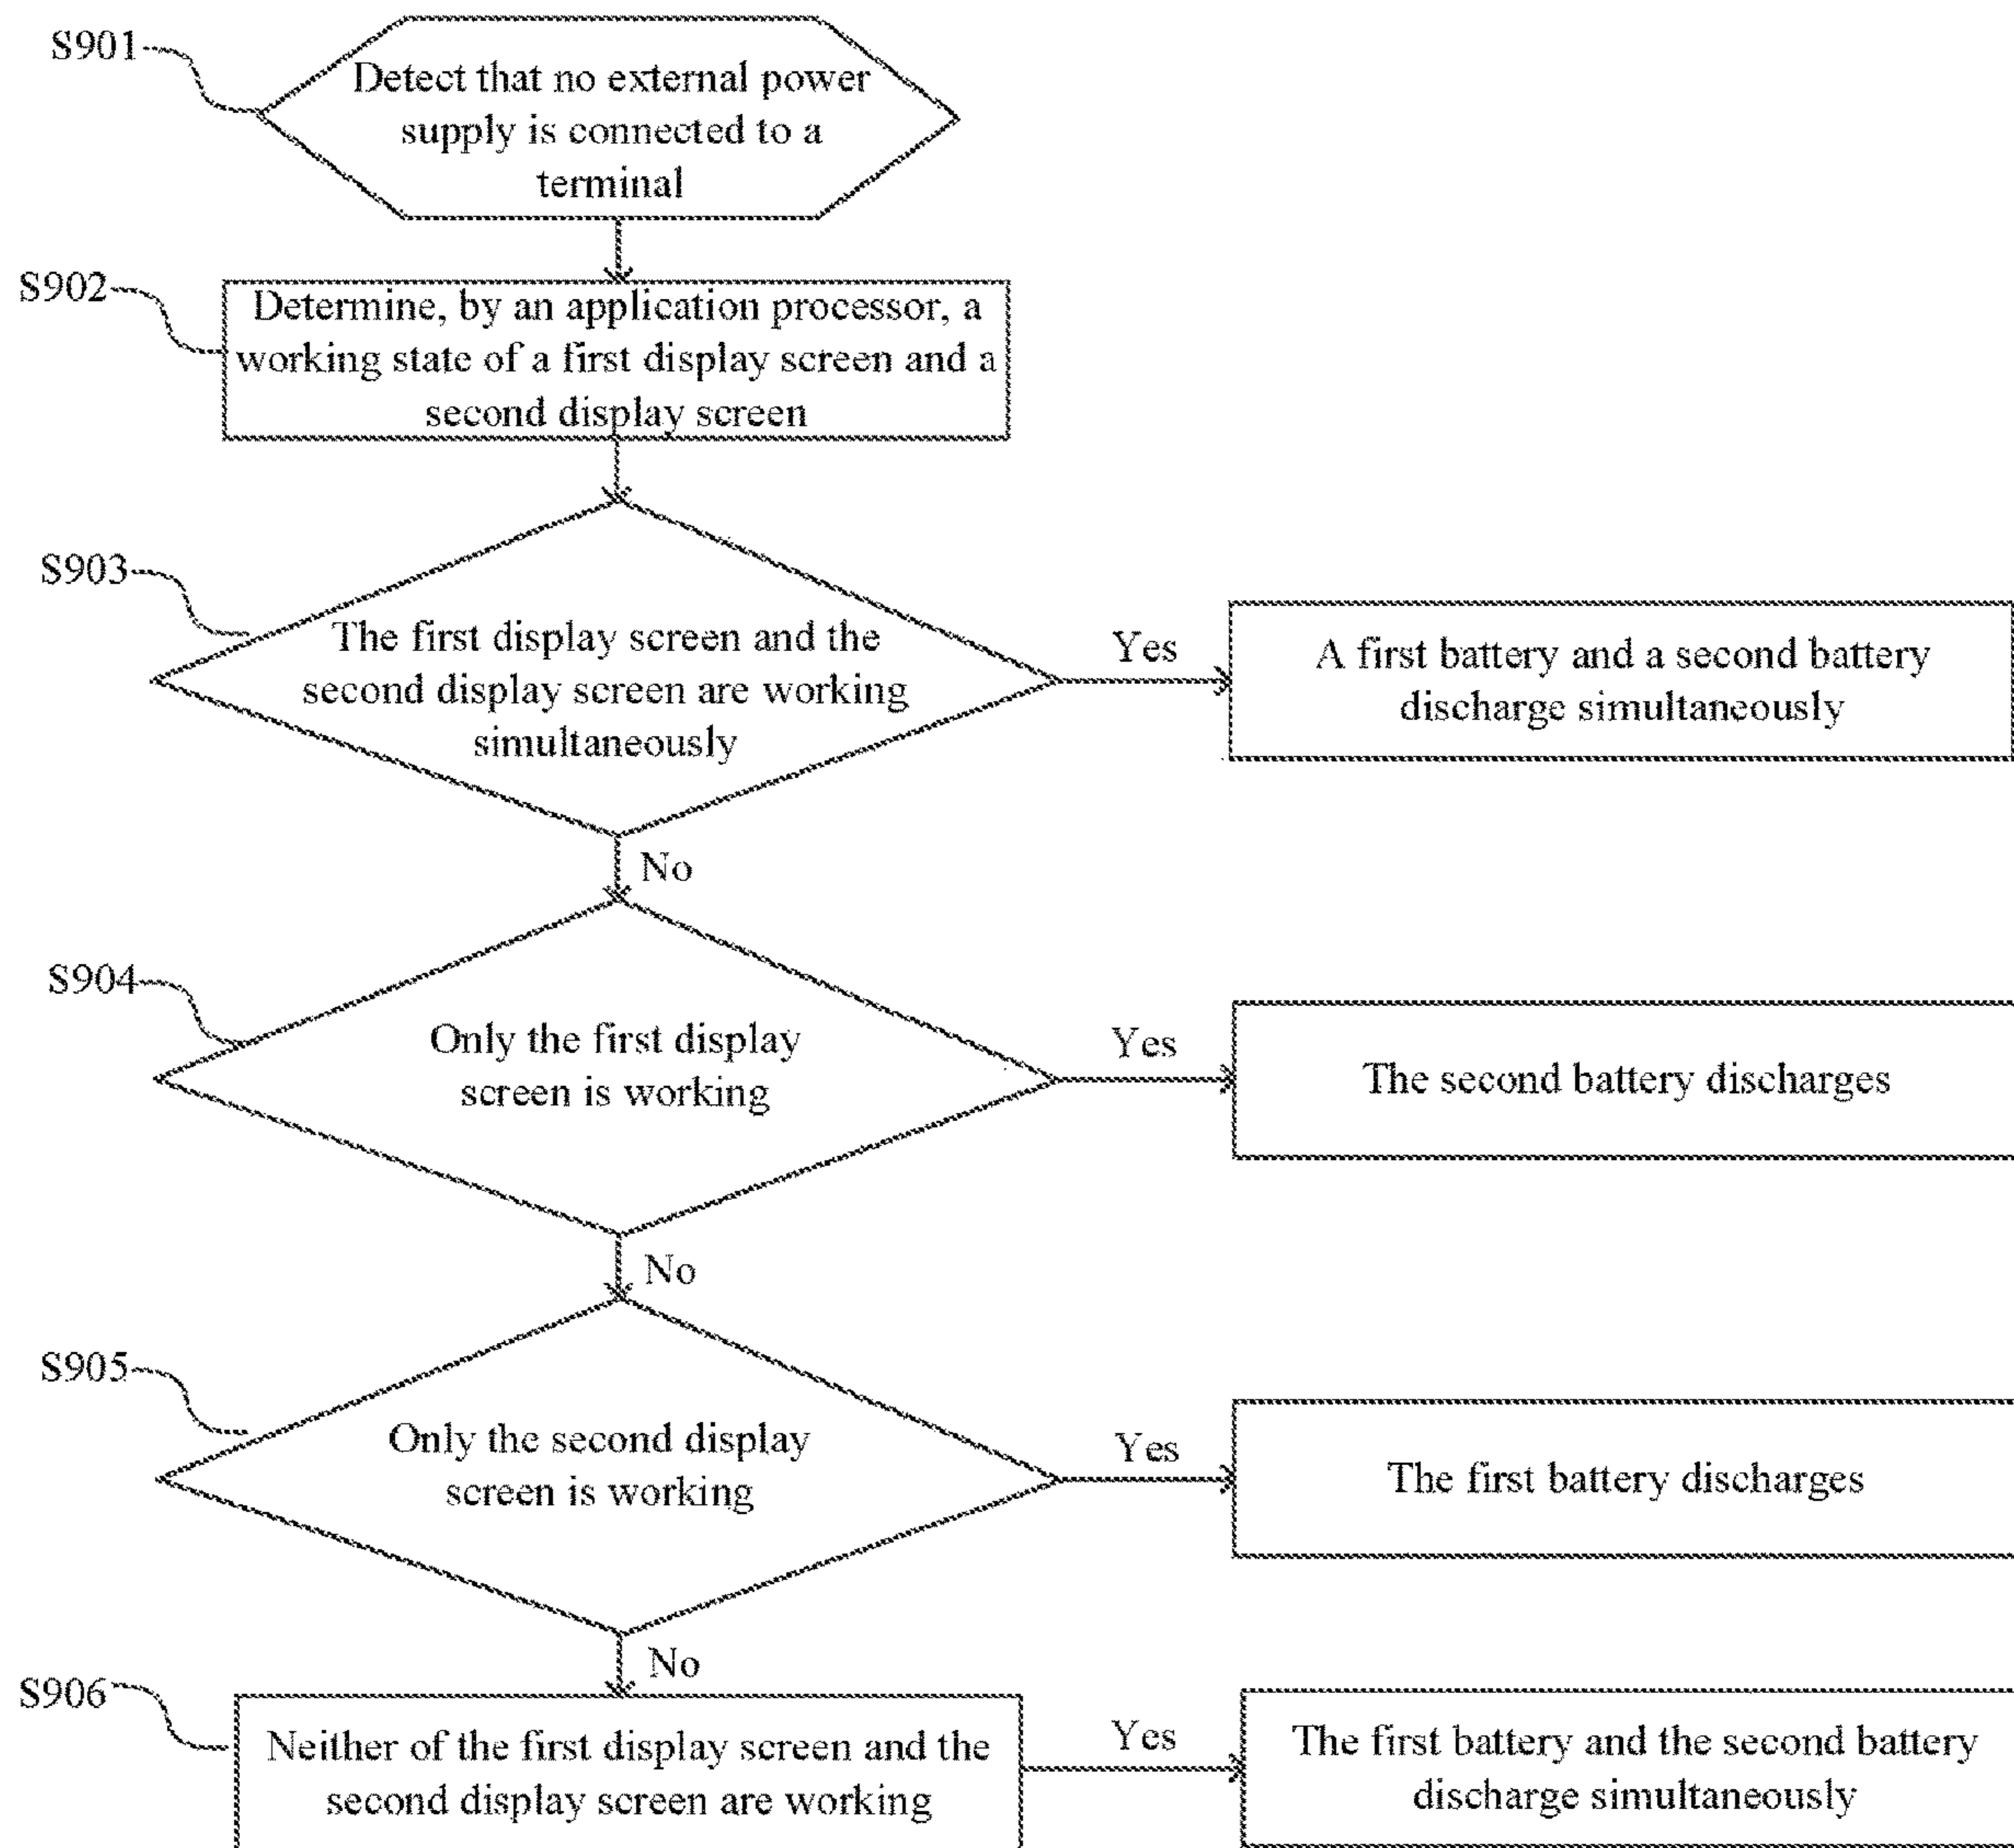 S901
Detect that no external power
supply is connected to a
terminal
S902
Determine, by an application processor, a
working state of a first display screen and a
second display screen
S903
The first display screen and the
second display screen are working
simultaneously
Yes
A first battery and a second battery
discharge simultaneously
No
S904
Only the first display
screen is working
Yes
The second battery discharges
No
S905
Only the second display
screen is working
Yes
The first battery discharges
No
S906
Neither of the first display screen and the
second display screen are working
Yes
The first battery and the second battery
discharge simultaneously